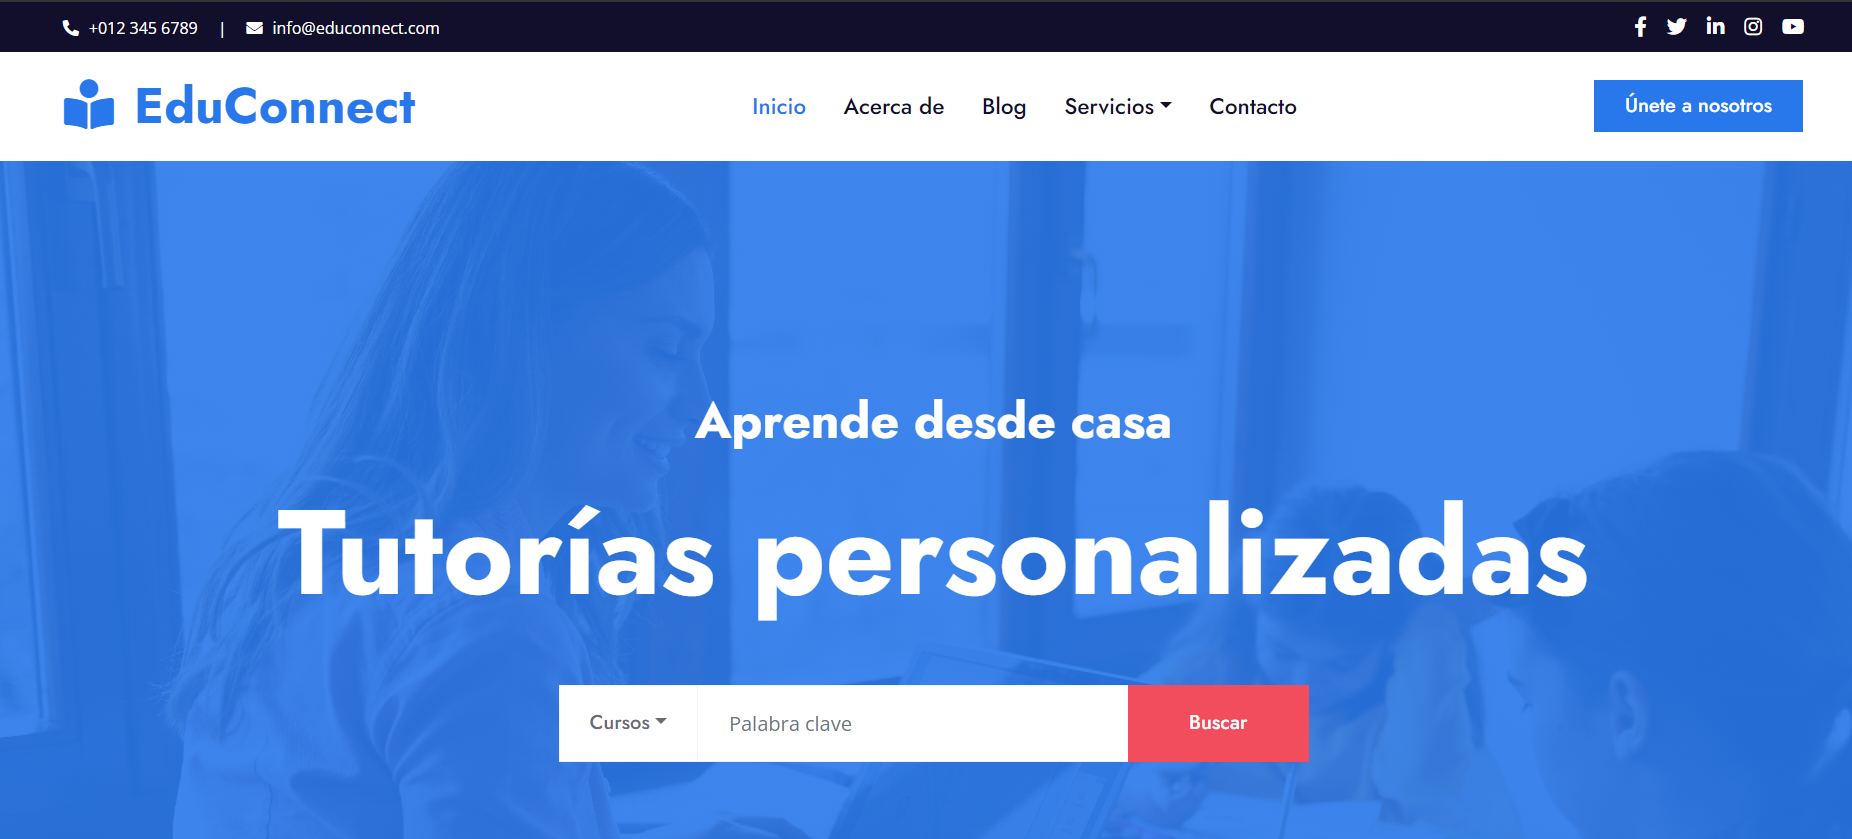 +012 345 6789 | info@educonnect.com
EduConnect
Inicio Acerca de Blog Servicios Contacto
Únete a nosotros
Aprende desde casa
Tutorías personalizadas
Cursos Palabra clave Buscar